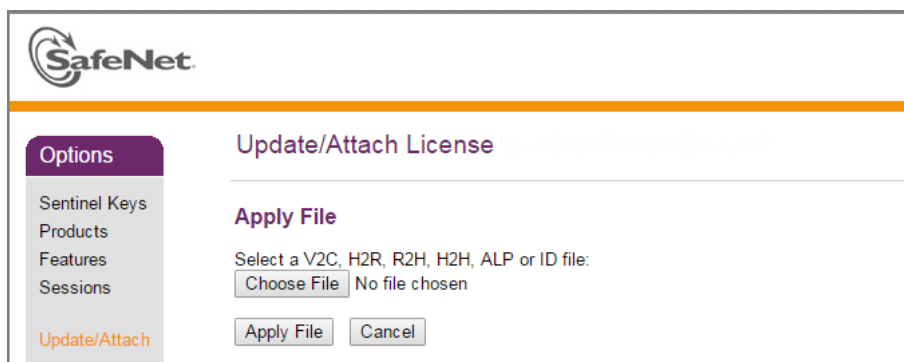 SafeNet.
Options
Sentinel Keys
Products
Features
Sessions
Update/Attach
Update/Attach License
Apply File
Select a V2C, H2R, R2H, H2H, ALP or ID file:
Choose File No file chosen
Apply File Cancel